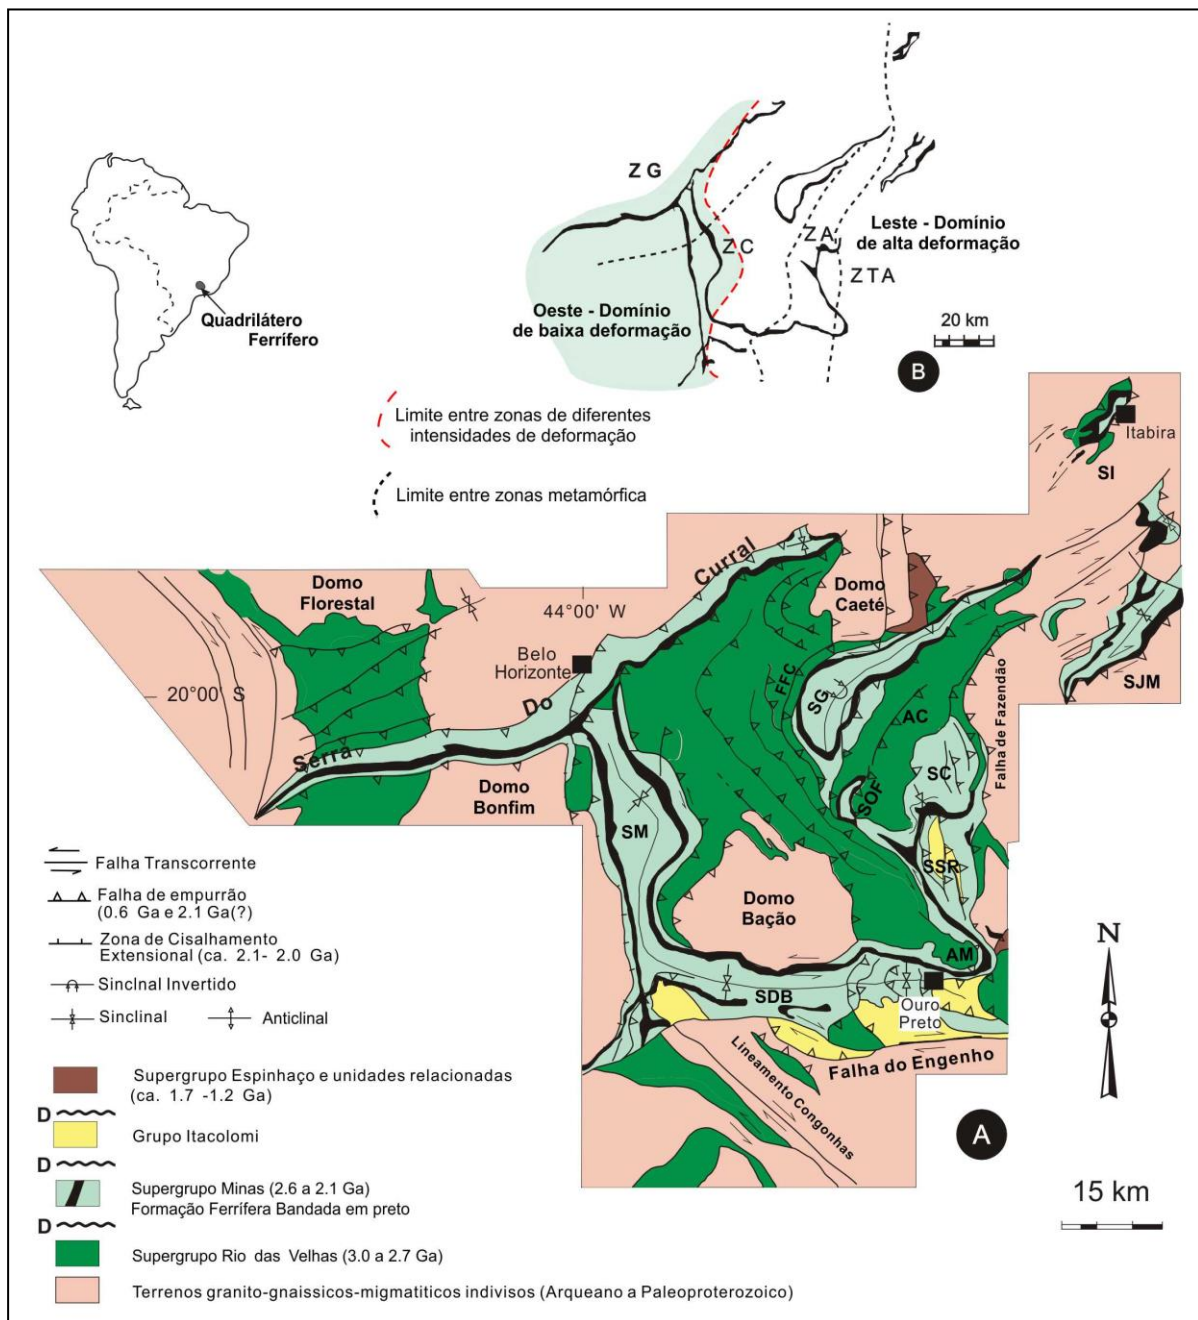 Z G
Z C
Z A
Z T A
Leste - Domínio
de alta deformação
Oeste - Domínio
de baixa deformação
20 km
B
Quadrilátero
Ferrífero
Limite entre zonas de diferentes
intensidades de deformação
Limite entre zonas metamórfica
Itabira
SI
SJM
Domo
Florestal
44°00' W
Belo
Horizonte
20°00' S
Serra Do Curral
Domo
Caeté
Domo
Bonfim
FFC
SG
AC
SC
SOF
SSR
Falha de Fazendão
SM
Domo
Bação
AM
SDB
Ouro
Preto
Lineamento Congonhas
Falha do Engenho
A
N
15 km
Falha Transcorrente
Falha de empurrão
(0.6 Ga e 2.1 Ga(?)
Zona de Cisalhamento
Extensional (ca. 2.1- 2.0 Ga)
Sinclnal Invertido
Sinclinal
Anticlinal
Supergrupo Espinhaço e unidades relacionadas
(ca. 1.7 -1.2 Ga)
D
Grupo Itacolomi
D
Supergrupo Minas (2.6 a 2.1 Ga)
Formação Ferrífera Bandada em preto
D
Supergrupo Rio das Velhas (3.0 a 2.7 Ga)
Terrenos granito-gnaissicos-migmatiticos indivisos (Arqueano a Paleoproterozoico)